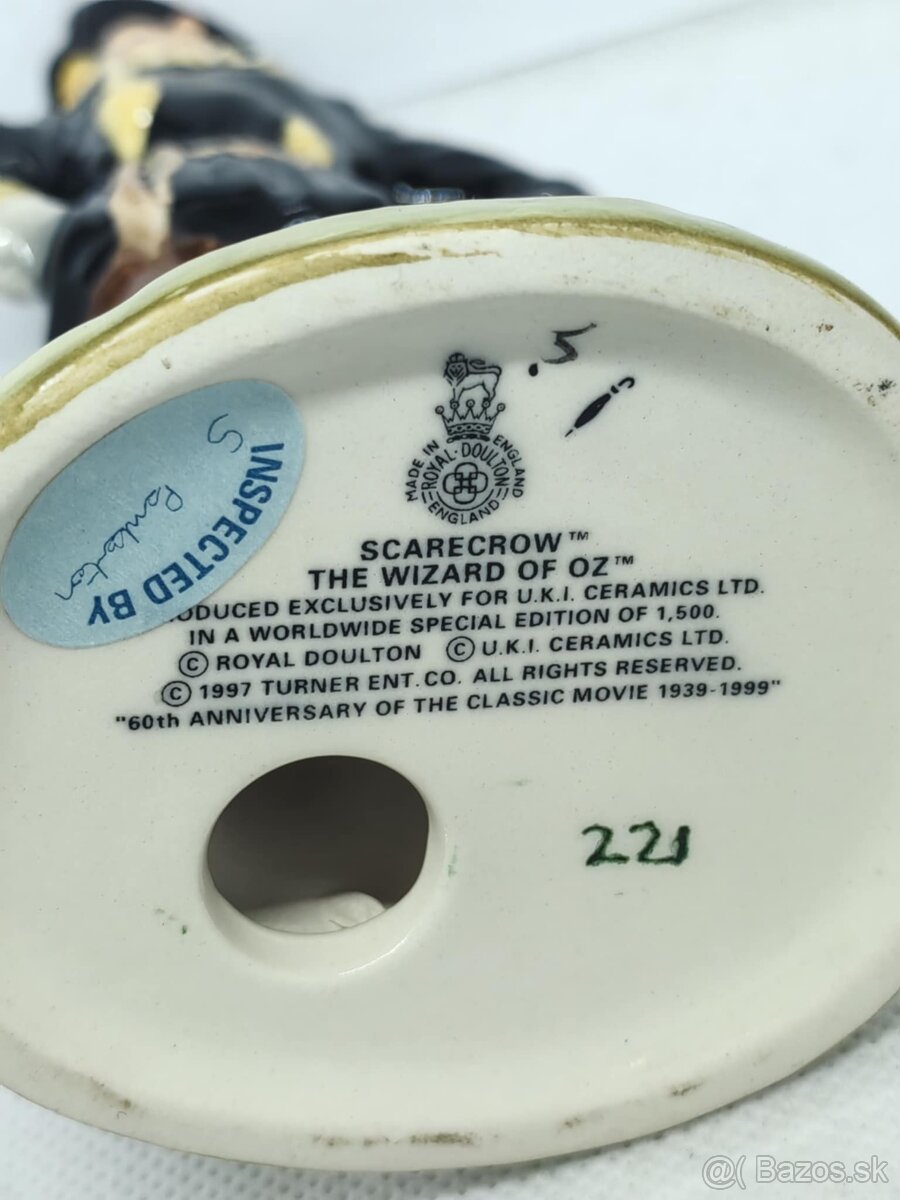 .5
MADE IN ENGLAND
ROYAL·DOULTON
ENGLAND
INSPECTED BY
S
SCARECROW™
THE WIZARD OF OZ™
ODUCED EXCLUSIVELY FOR U.K.I. CERAMICS LTD.
IN A WORLDWIDE SPECIAL EDITION OF 1,500.
© ROYAL DOULTON © U.K.I. CERAMICS LTD.
© 1997 TURNER ENT. CO. ALL RIGHTS RESERVED.
"60th ANNIVERSARY OF THE CLASSIC MOVIE 1939-1999"
221
@( Bazos.sk